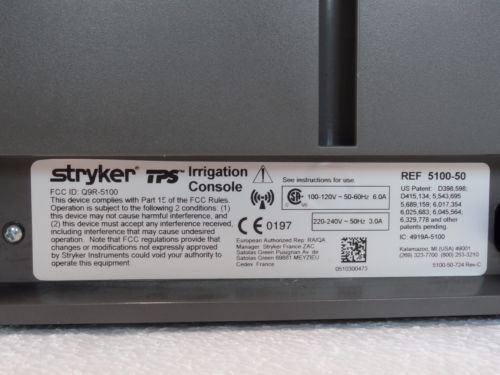 stryker TPS™ Irrigation Console
FCC ID: Q9R-5100
This device complies with Part 15 of the FCC Rules.
Operation is subject to the following 2 conditions: (1)
this device may not cause harmful interference, and
(2) this device must accept any interference received,
including interference that may cause undesired
operation. Note that FCC regulations provide that
changes or modifications not expressly approved
by Stryker Instruments could void your authority to
operate this equipment.
See instructions for use.
100-120V ~ 50-60Hz 6.0A
220-240V ~ 50Hz 3.0A
CE 0197
European Authorized Rep. RA/QA
Manager. Stryker France ZAC
Satolas Green Pusignan Av. de
Satolas Green 69881 MEYZIEU
Cedex France
0510300473
REF 5100-50
US Patent: D398,598;
D415,134; 5,543,695
5,689,159; 6,017,354
6,025,683; 6,045,564;
6,329,778 and other
patents pending.
IC: 4919A-5100
Kalamazoo, MI (USA) 49001
(269) 323-7700 (800) 253-3210
5100-50-724 Rev-C